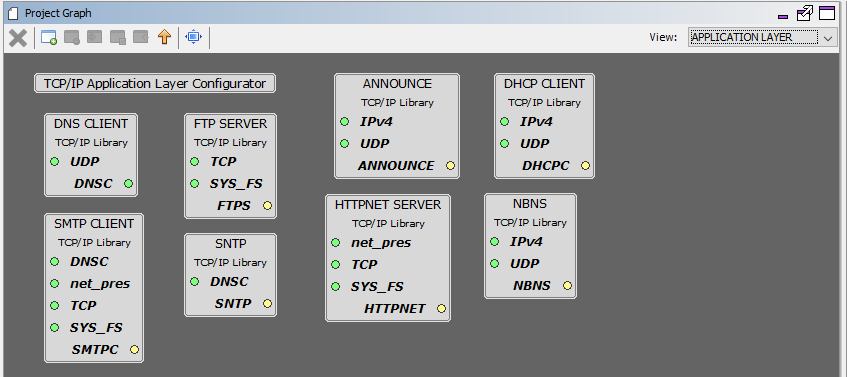 Project Graph
View: APPLICATION LAYER
TCP/IP Application Layer Configurator
DNS CLIENT
TCP/IP Library
UDP
DNSC
SMTP CLIENT
TCP/IP Library
DNSC
net_pres
TCP
SYS_FS
SMTPC
FTP SERVER
TCP/IP Library
TCP
SYS_FS
FTPS
SNTP
TCP/IP Library
DNSC
SNTP
ANNOUNCE
TCP/IP Library
IPv4
UDP
ANNOUNCE
HTTPNET SERVER
TCP/IP Library
net_pres
TCP
SYS_FS
HTTPNET
DHCP CLIENT
TCP/IP Library
IPv4
UDP
DHCPC
NBNS
TCP/IP Library
IPv4
UDP
NBNS